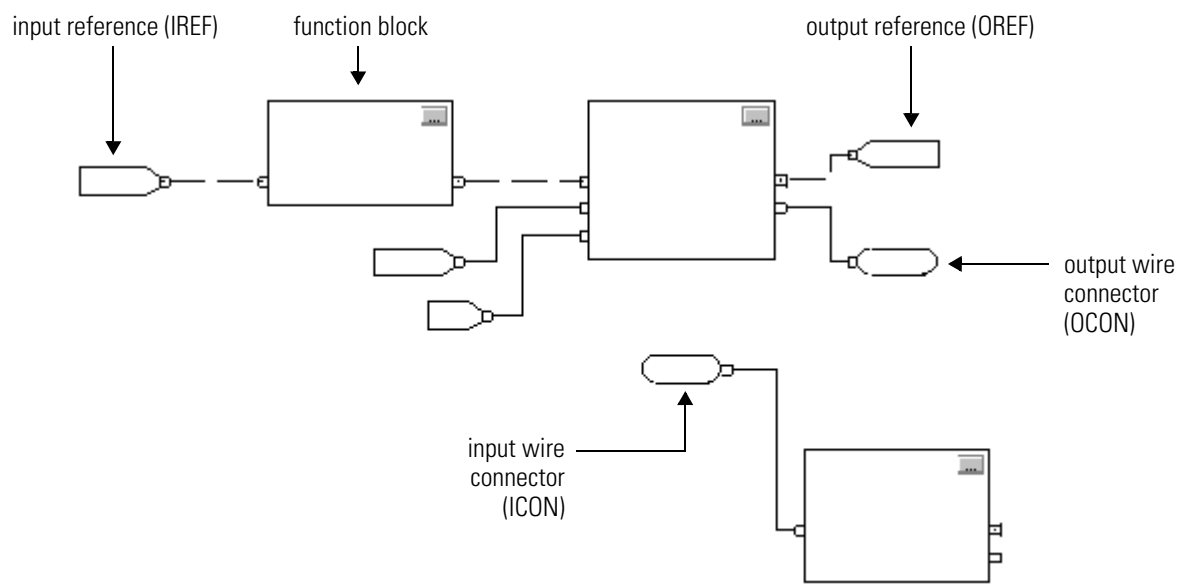 input reference (IREF)
function block
output reference (OREF)
...
...
output wire
connector
(OCON)
input wire
connector
(ICON)
...